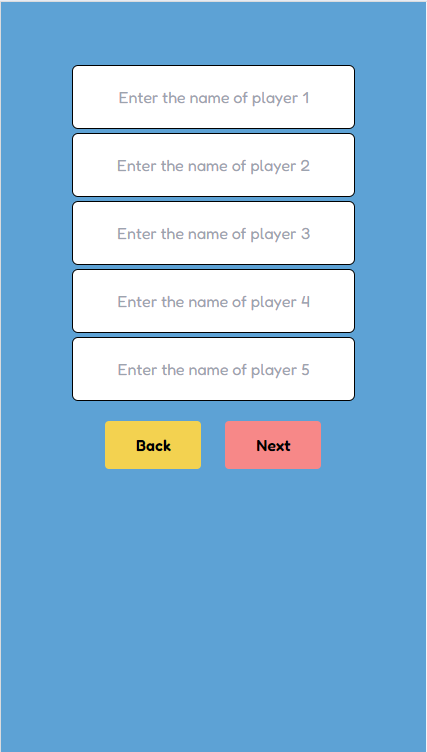 Enter the name of player 1
Enter the name of player 2
Enter the name of player 3
Enter the name of player 4
Enter the name of player 5
Back Next